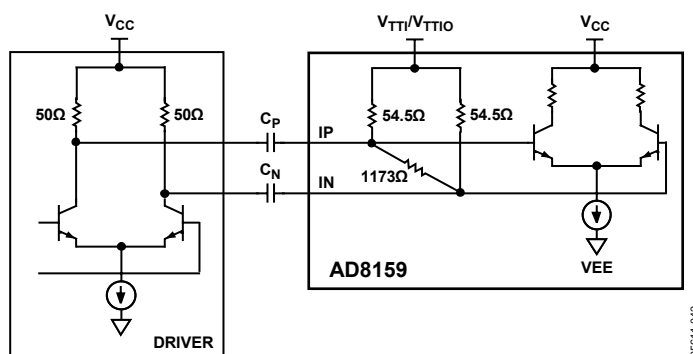 VCC
VTTI/VTTIO
VCC
50Ω
50Ω
54.5Ω
54.5Ω
CP
IP
CN
IN
1173Ω
AD8159
VEE
DRIVER